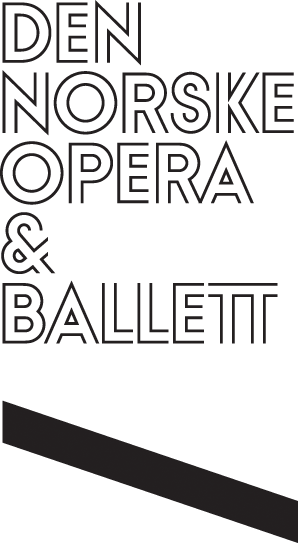 DEN
NORSKE
OPERA
&
BALLETT